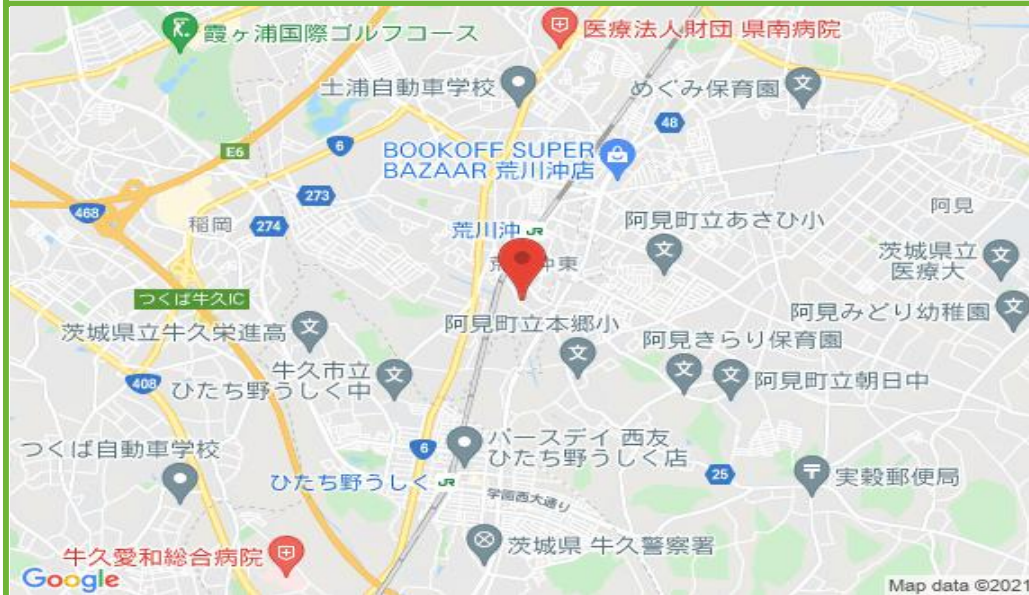 霞ヶ浦国際ゴルフコース
医療法人財団 県南病院
土浦自動車学校
めぐみ保育園
48
6
E6
BOOKOFF SUPER
BAZAAR 荒川沖店
273
468
稲岡
274
荒川沖 JR
阿見町立あさひ小
阿見
茨城県立
医療大
つくば牛久IC
阿見町立本郷小
阿見みどり幼稚園
茨城県立牛久栄進高
阿見きらり保育園
牛久市立
ひたち野うしく中
408
阿見町立朝日中
つくば自動車学校
6
バースデイ 西友
ひたち野うしく店
ひたち野うしく JR
25
実穀郵便局
学園西大通り
茨城県 牛久警察署
牛久愛和総合病院
Google
Map data ©2021